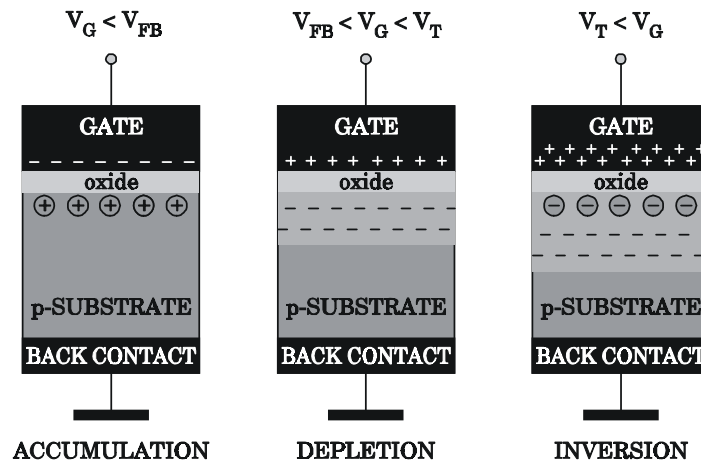 V_G < V_FB
GATE
− − − − − − − −
oxide
+ + + + +
p-SUBSTRATE
BACK CONTACT
ACCUMULATION
V_FB < V_G < V_T
GATE
+ + + + + + + + +
oxide
− − − − − − − −
− − − − − − − −
p-SUBSTRATE
BACK CONTACT
DEPLETION
V_T < V_G
GATE
+ + + + + + + +
+ + + + + + + + +
oxide
− − − − −
− − − − − −
− − − − − − −
p-SUBSTRATE
BACK CONTACT
INVERSION